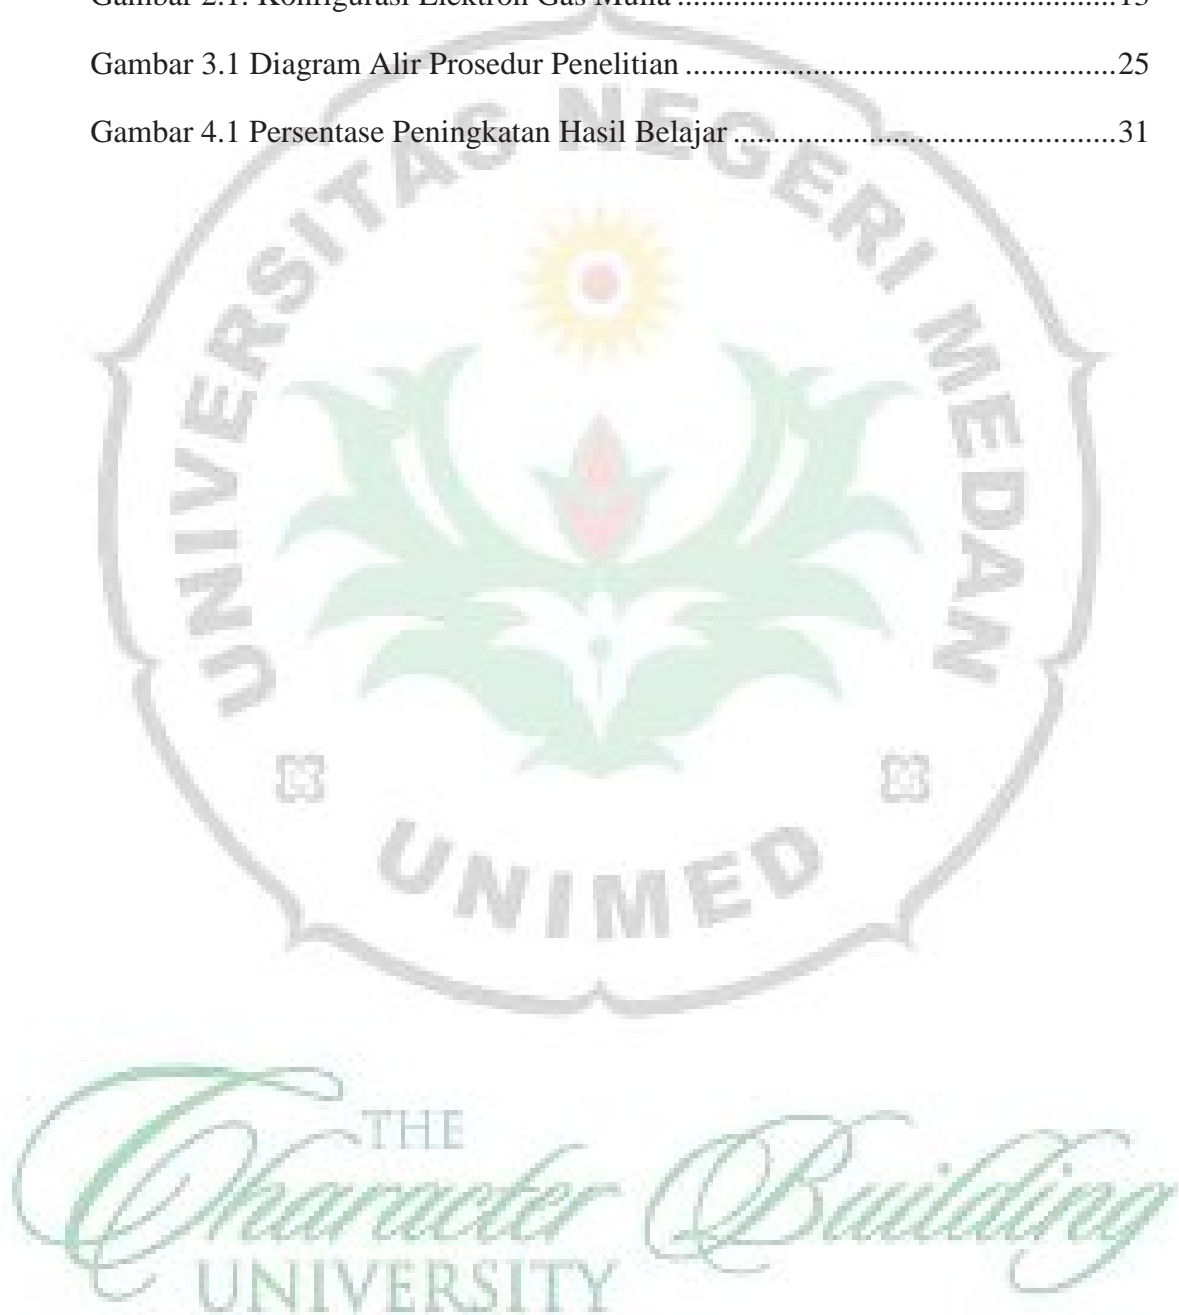 Gambar 2.1. Konfigurasi Elektron Gas Mulia
Gambar 3.1 Diagram Alir Prosedur Penelitian ............................................. 25
Gambar 4.1 Persentase Peningkatan Hasil Belajar ........................................ 31
UNIVERSITAS NEGERI MEDAN
UNIMED
THE
Character Building
UNIVERSITY